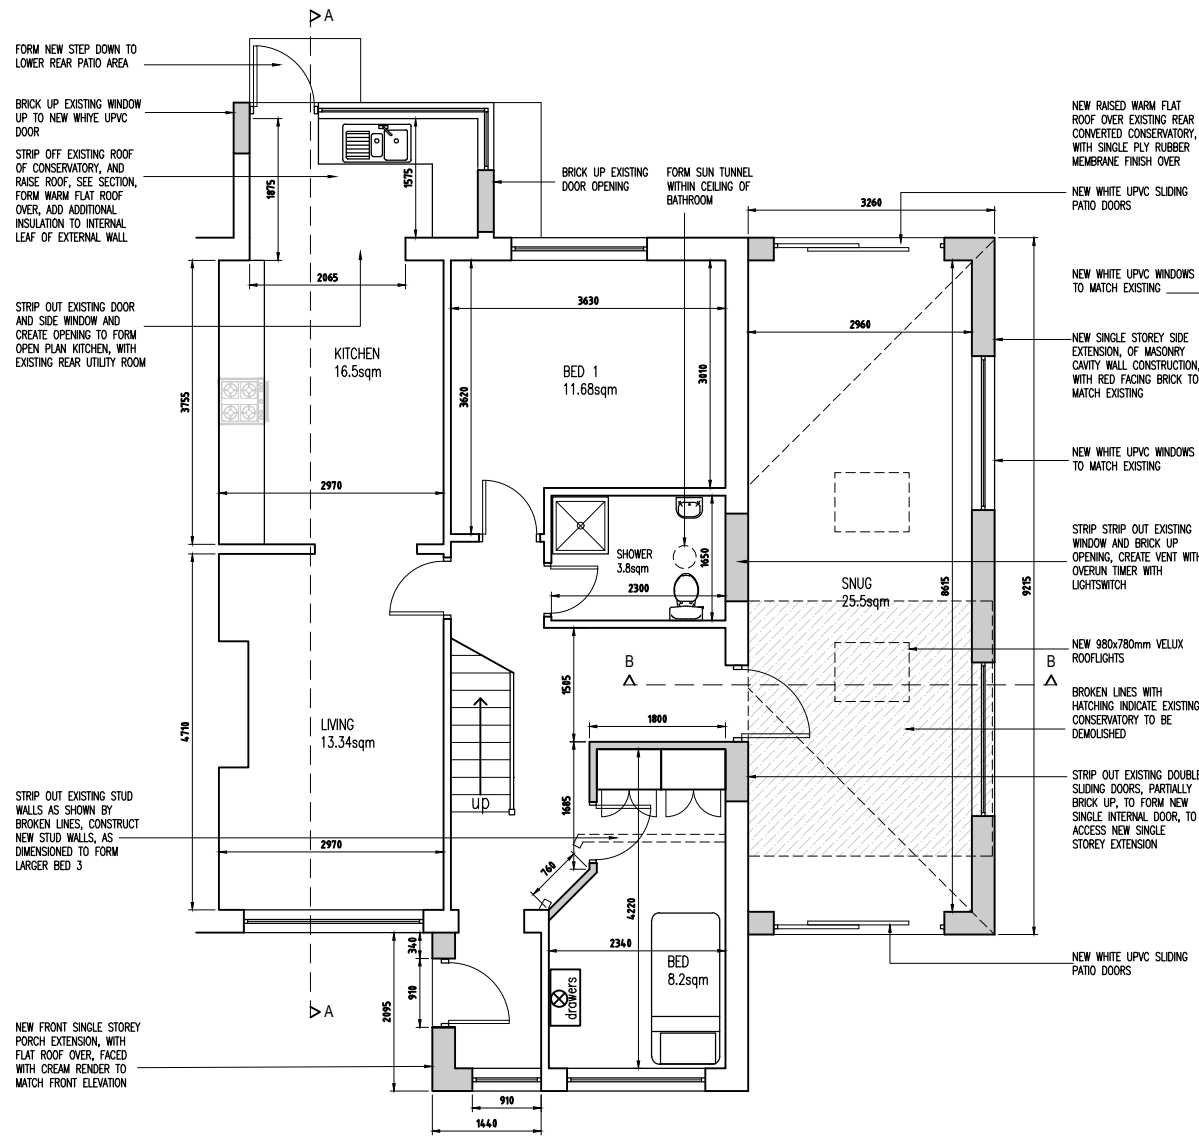 A
FORM NEW STEP DOWN TO
LOWER REAR PATIO AREA
BRICK UP EXISTING WINDOW
UP TO NEW WHIYE UPVC
DOOR
STRIP OFF EXISTING ROOF
OF CONSERVATORY, AND
RAISE ROOF, SEE SECTION,
FORM WARM FLAT ROOF
OVER, ADD ADDITIONAL
INSULATION TO INTERNAL
LEAF OF EXTERNAL WALL
STRIP OUT EXISTING DOOR
AND SIDE WINDOW AND
CREATE OPENING TO FORM
OPEN PLAN KITCHEN, WITH
EXISTING REAR UTILITY ROOM
STRIP OUT EXISTING STUD
WALLS AS SHOWN BY
BROKEN LINES, CONSTRUCT
NEW STUD WALLS, AS
DIMENSIONED TO FORM
LARGER BED 3
NEW FRONT SINGLE STOREY
PORCH EXTENSION, WITH
FLAT ROOF OVER, FACED
WITH CREAM RENDER TO
MATCH FRONT ELEVATION
BRICK UP EXISTING
DOOR OPENING
FORM SUN TUNNEL
WITHIN CEILING OF
BATHROOM
1875
1575
2065
3755
KITCHEN
16.5sqm
2970
3620
3630
BED 1
11.68sqm
3010
SHOWER
3.8sqm
1650
2300
4710
LIVING
13.34sqm
2970
up
1505
1800
1685
760
B
B
4220
2340
BED
8.2sqm
drawers
340
910
2095
910
1440
A
3260
2960
SNUG
25.5sqm
8615
9215
NEW RAISED WARM FLAT
ROOF OVER EXISTING REAR
CONVERTED CONSERVATORY,
WITH SINGLE PLY RUBBER
MEMBRANE FINISH OVER
NEW WHITE UPVC SLIDING
PATIO DOORS
NEW WHITE UPVC WINDOWS
TO MATCH EXISTING
NEW SINGLE STOREY SIDE
EXTENSION, OF MASONRY
CAVITY WALL CONSTRUCTION,
WITH RED FACING BRICK TO
MATCH EXISTING
NEW WHITE UPVC WINDOWS
TO MATCH EXISTING
STRIP STRIP OUT EXISTING
WINDOW AND BRICK UP
OPENING, CREATE VENT WITH
OVERUN TIMER WITH
LIGHTSWITCH
NEW 980x780mm VELUX
ROOFLIGHTS
BROKEN LINES WITH
HATCHING INDICATE EXISTING
CONSERVATORY TO BE
DEMOLISHED
STRIP OUT EXISTING DOUBLE
SLIDING DOORS, PARTIALLY
BRICK UP, TO FORM NEW
SINGLE INTERNAL DOOR, TO
ACCESS NEW SINGLE
STOREY EXTENSION
NEW WHITE UPVC SLIDING
PATIO DOORS